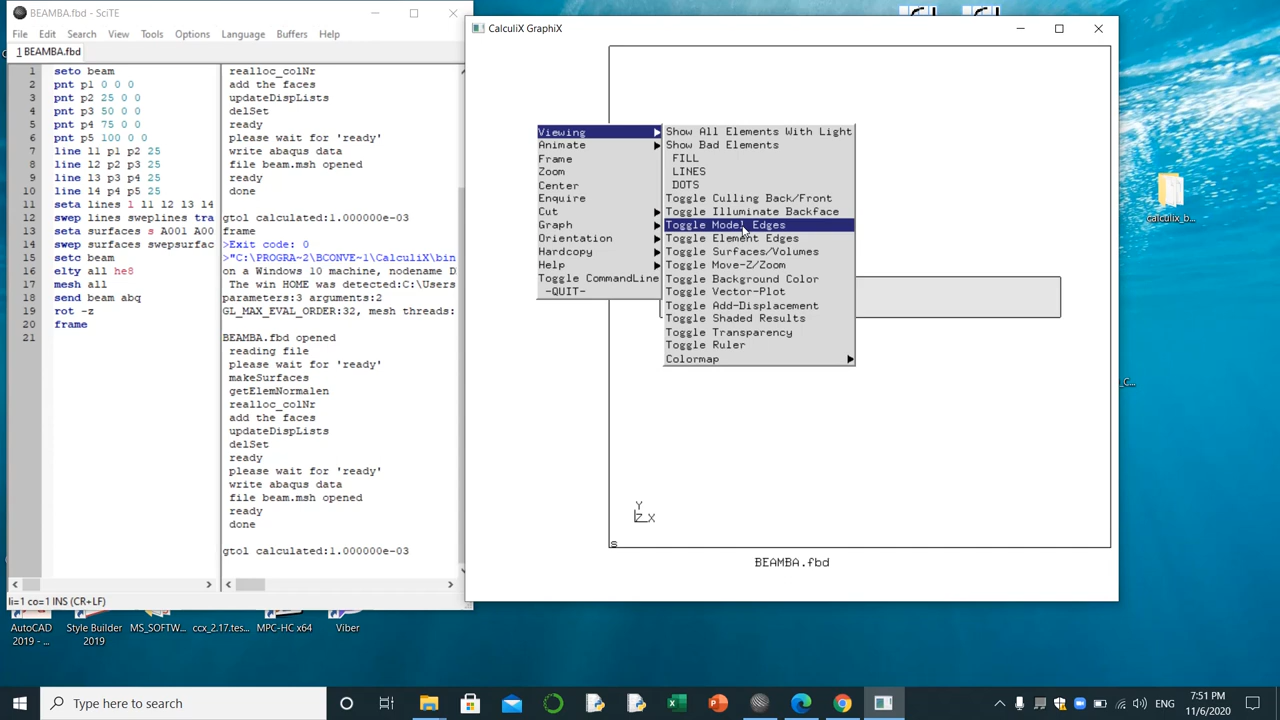 BEAMBA.fbd - SciTE
File Edit Search View Tools Options Language Buffers Help
1 BEAMBA.fbd
1 seto beam
2 pnt p1 0 0 0
3 pnt p2 25 0 0
4 pnt p3 50 0 0
5 pnt p4 75 0 0
6 pnt p5 100 0 0
7 line l1 p1 p2 25
8 line l2 p2 p3 25
9 line l3 p3 p4 25
10 line l4 p4 p5 25
11 seta lines l l1 l2 l3 l4
12 swep lines sweplines tra
13 seta surfaces s A001 A00
14 swep surfaces swepsurfac
15 setc beam
16 elty all he8
17 mesh all
18 send beam abq
19 rot -z
20 frame
21
realloc_colNr
add the faces
updateDispLists
delSet
ready
please wait for 'ready'
write abaqus data
file beam.msh opened
ready
done
gtol calculated:1.000000e-03
frame
>Exit code: 0
>"C:\PROGRA~2\BCONVE~1\CalculiX\bin
on a Windows 10 machine, nodename D
The win HOME was detected:C:\Users
parameters:3 arguments:2
GL_MAX_EVAL_ORDER:32, mesh threads:
BEAMBA.fbd opened
reading file
please wait for 'ready'
makeSurfaces
getElemNormalen
realloc_colNr
add the faces
updateDispLists
delSet
ready
please wait for 'ready'
write abaqus data
file beam.msh opened
ready
done
gtol calculated:1.000000e-03
li=1 co=1 INS (CR+LF)
CalculiX GraphiX
Viewing
Animate
Frame
Zoom
Center
Enquire
Cut
Graph
Orientation
Hardcopy
Help
Toggle CommandLine
-QUIT-
Show All Elements With Light
Show Bad Elements
FILL
LINES
DOTS
Toggle Culling Back/Front
Toggle Illuminate Backface
Toggle Model Edges
Toggle Element Edges
Toggle Surfaces/Volumes
Toggle Move-Z/Zoom
Toggle Background Color
Toggle Vector-Plot
Toggle Add-Displacement
Toggle Shaded Results
Toggle Transparency
Toggle Ruler
Colormap
Y
Z X
s
BEAMBA.fbd
calculix_b...
AutoCAD 2019 - ...
Style Builder 2019
MS_SOFTW...
ccx_2.17.tes...
MPC-HC x64
Viber
Type here to search
7:51 PM
11/6/2020